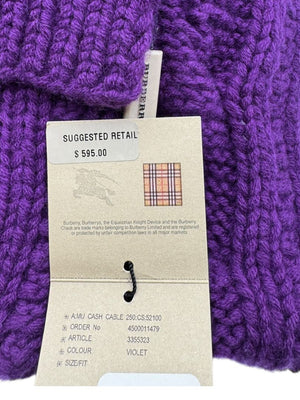 BURBERR
SUGGESTED RETAIL
$ 595.00
Burberry, Burberrys, the Equestrian Knight Device and the Burberry
Check are trade marks belonging to Burberry Limited and are registered
or protected by unfair competition laws in all major markets
A:MU CASH CABLE 250:CS:52100
ORDER No 4500011479
ARTICLE 3355323
COLOUR VIOLET
SIZE/FIT